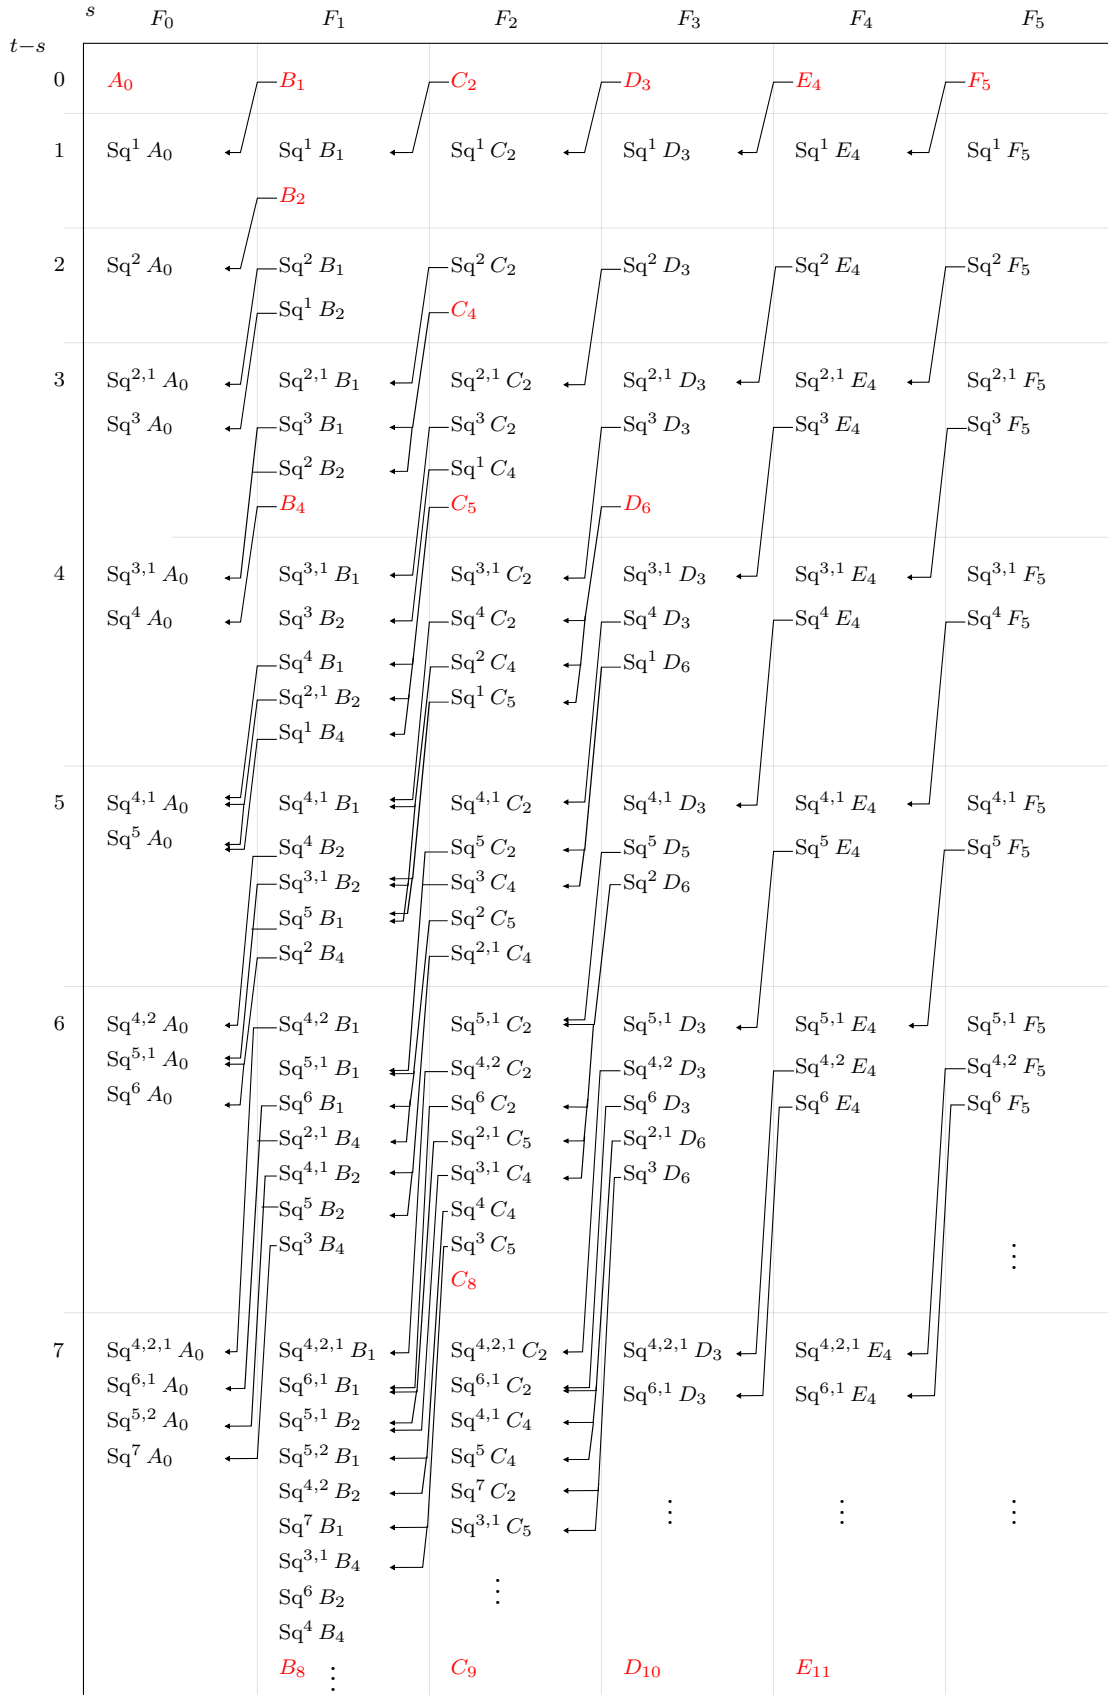 s F₀ F₁ F₂ F₃ F₄ F₅
t−s
0 A₀ B₁ C₂ D₃ E₄ F₅
1 Sq¹ A₀ Sq¹ B₁ Sq¹ C₂ Sq¹ D₃ Sq¹ E₄ Sq¹ F₅
B₂
2 Sq² A₀ Sq² B₁ Sq² C₂ Sq² D₃ Sq² E₄ Sq² F₅
Sq¹ B₂ C₄
3 Sq²,¹ A₀ Sq²,¹ B₁ Sq²,¹ C₂ Sq²,¹ D₃ Sq²,¹ E₄ Sq²,¹ F₅
Sq³ A₀ Sq³ B₁ Sq³ C₂ Sq³ D₃ Sq³ E₄ Sq³ F₅
Sq² B₂ Sq¹ C₄
B₄ C₅ D₆
4 Sq³,¹ A₀ Sq³,¹ B₁ Sq³,¹ C₂ Sq³,¹ D₃ Sq³,¹ E₄ Sq³,¹ F₅
Sq⁴ A₀ Sq³ B₂ Sq⁴ C₂ Sq⁴ D₃ Sq⁴ E₄ Sq⁴ F₅
Sq⁴ B₁ Sq² C₄ Sq¹ D₆
Sq²,¹ B₂ Sq¹ C₅
Sq¹ B₄
5 Sq⁴,¹ A₀ Sq⁴,¹ B₁ Sq⁴,¹ C₂ Sq⁴,¹ D₃ Sq⁴,¹ E₄ Sq⁴,¹ F₅
Sq⁵ A₀ Sq⁴ B₂ Sq⁵ C₂ Sq⁵ D₅ Sq⁵ E₄ Sq⁵ F₅
Sq³,¹ B₂ Sq³ C₄ Sq² D₆
Sq⁵ B₁ Sq² C₅
Sq² B₄ Sq²,¹ C₄
6 Sq⁴,² A₀ Sq⁴,² B₁ Sq⁵,¹ C₂ Sq⁵,¹ D₃ Sq⁵,¹ E₄ Sq⁵,¹ F₅
Sq⁵,¹ A₀ Sq⁵,¹ B₁ Sq⁴,² C₂ Sq⁴,² D₃ Sq⁴,² E₄ Sq⁴,² F₅
Sq⁶ A₀ Sq⁶ B₁ Sq⁶ C₂ Sq⁶ D₃ Sq⁶ E₄ Sq⁶ F₅
Sq²,¹ B₄ Sq²,¹ C₅ Sq²,¹ D₆
Sq⁴,¹ B₂ Sq³,¹ C₄ Sq³ D₆
Sq⁵ B₂ Sq⁴ C₄
Sq³ B₄ Sq³ C₅ ⋮
C₈
7 Sq⁴,²,¹ A₀ Sq⁴,²,¹ B₁ Sq⁴,²,¹ C₂ Sq⁴,²,¹ D₃ Sq⁴,²,¹ E₄
Sq⁶,¹ A₀ Sq⁶,¹ B₁ Sq⁶,¹ C₂ Sq⁶,¹ D₃ Sq⁶,¹ E₄
Sq⁵,² A₀ Sq⁵,¹ B₂ Sq⁴,¹ C₄
Sq⁷ A₀ Sq⁵,² B₁ Sq⁵ C₄
Sq⁴,² B₂ Sq⁷ C₂ ⋮ ⋮ ⋮
Sq⁷ B₁ Sq³,¹ C₅
Sq³,¹ B₄
Sq⁶ B₂ ⋮
Sq⁴ B₄
B₈ ⋮ C₉ D₁₀ E₁₁